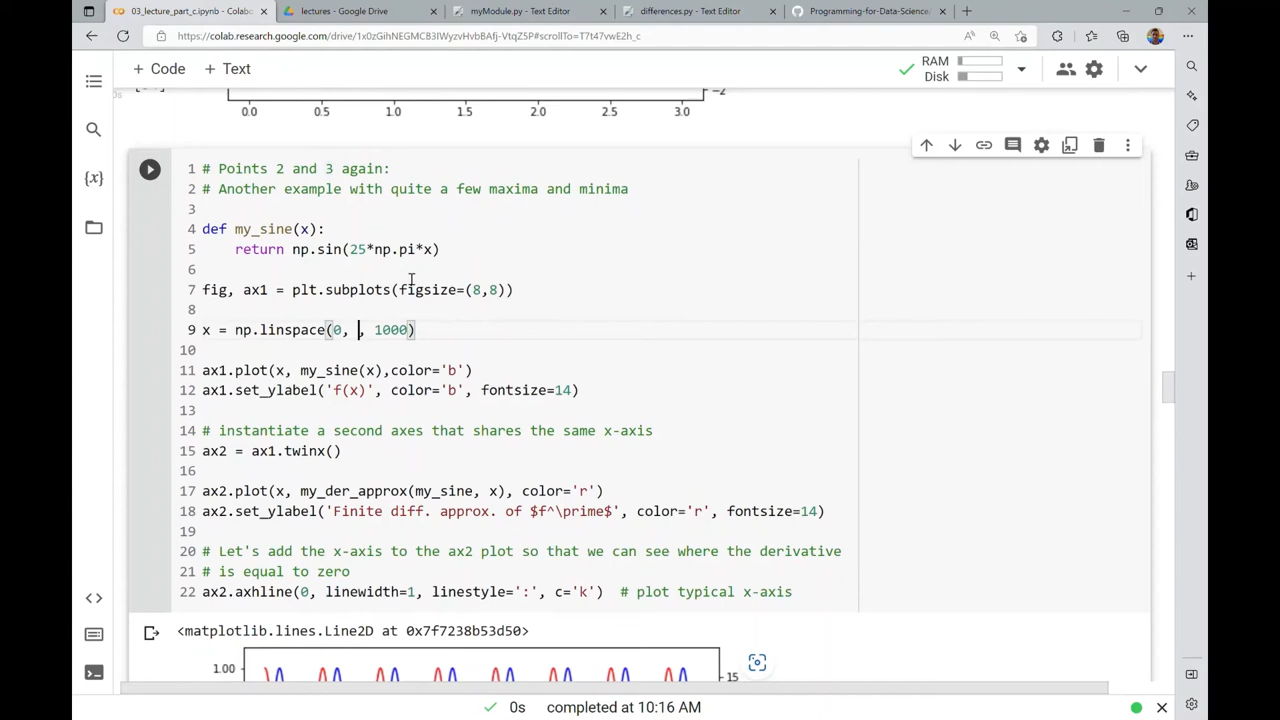 03_lecture_part_c.ipynb - Colabo
lectures - Google Drive
myModule.py - Text Editor
differences.py - Text Editor
Programming-for-Data-Science/
https://colab.research.google.com/drive/1x0zGihNEGMCB3IWyzvHvbBAfj-VtqZ5P#scrollTo=T7t47vwE2h_c
+ Code + Text
RAM
Disk
-2
0.0 0.5 1.0 1.5 2.0 2.5 3.0
1 # Points 2 and 3 again:
2 # Another example with quite a few maxima and minima
3
4 def my_sine(x):
5 return np.sin(25*np.pi*x)
6
7 fig, ax1 = plt.subplots(figsize=(8,8))
8
9 x = np.linspace(0, , 1000)
10
11 ax1.plot(x, my_sine(x),color='b')
12 ax1.set_ylabel('f(x)', color='b', fontsize=14)
13
14 # instantiate a second axes that shares the same x-axis
15 ax2 = ax1.twinx()
16
17 ax2.plot(x, my_der_approx(my_sine, x), color='r')
18 ax2.set_ylabel('Finite diff. approx. of $f^\prime$', color='r', fontsize=14)
19
20 # Let's add the x-axis to the ax2 plot so that we can see where the derivative
21 # is equal to zero
22 ax2.axhline(0, linewidth=1, linestyle=':', c='k') # plot typical x-axis
<matplotlib.lines.Line2D at 0x7f7238b53d50>
1.00
15
0s completed at 10:16 AM